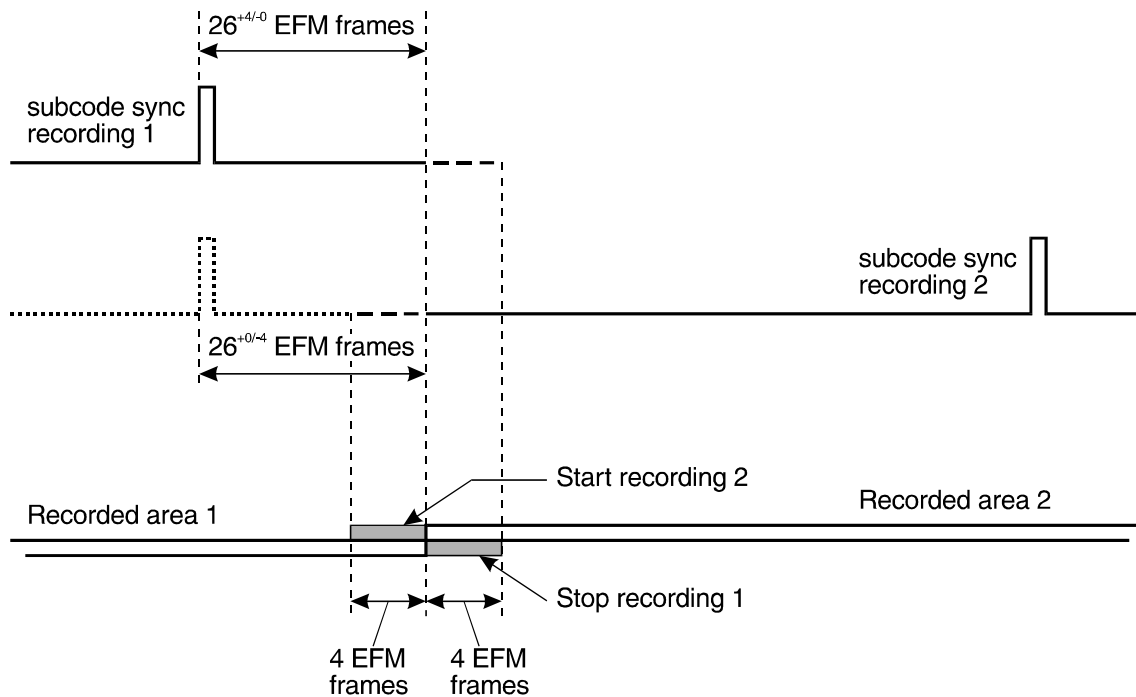 26+4/-0 EFM frames
subcode sync
recording 1
subcode sync
recording 2
26+0/-4 EFM frames
Start recording 2
Recorded area 1
Recorded area 2
Stop recording 1
4 EFM
frames
4 EFM
frames